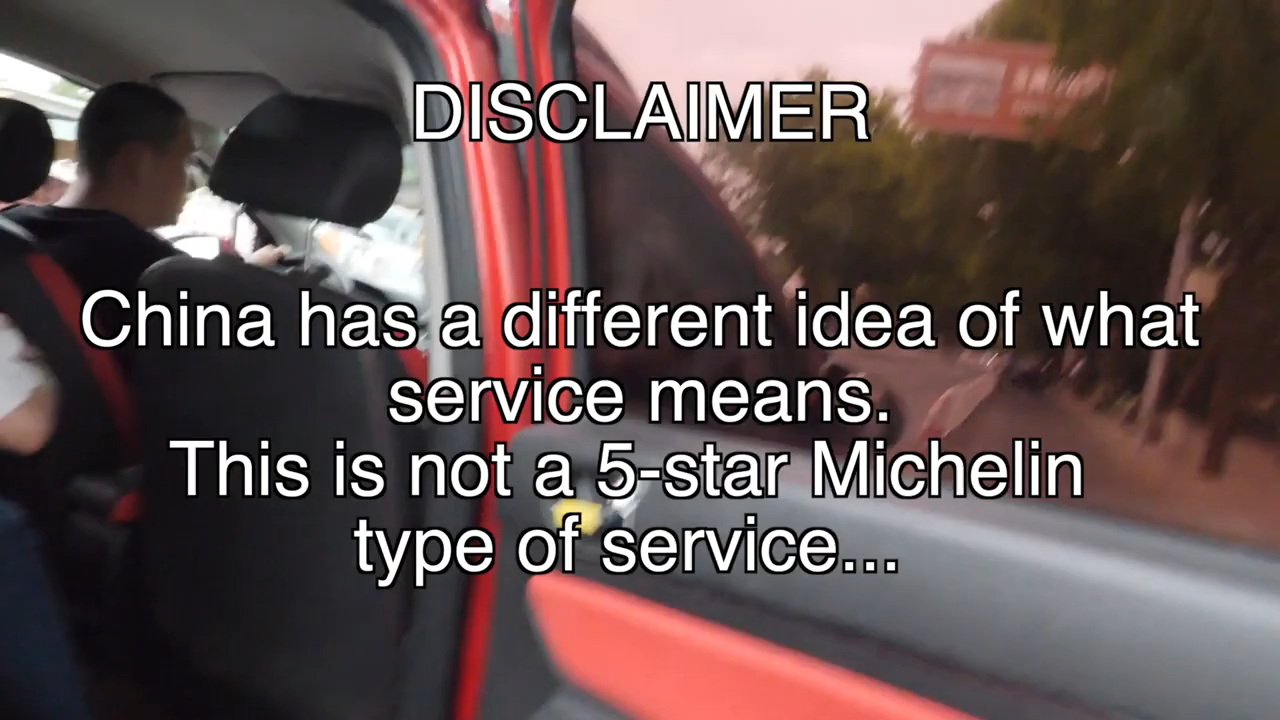 DISCLAIMER
China has a different idea of what
service means.
This is not a 5-star Michelin
type of service...